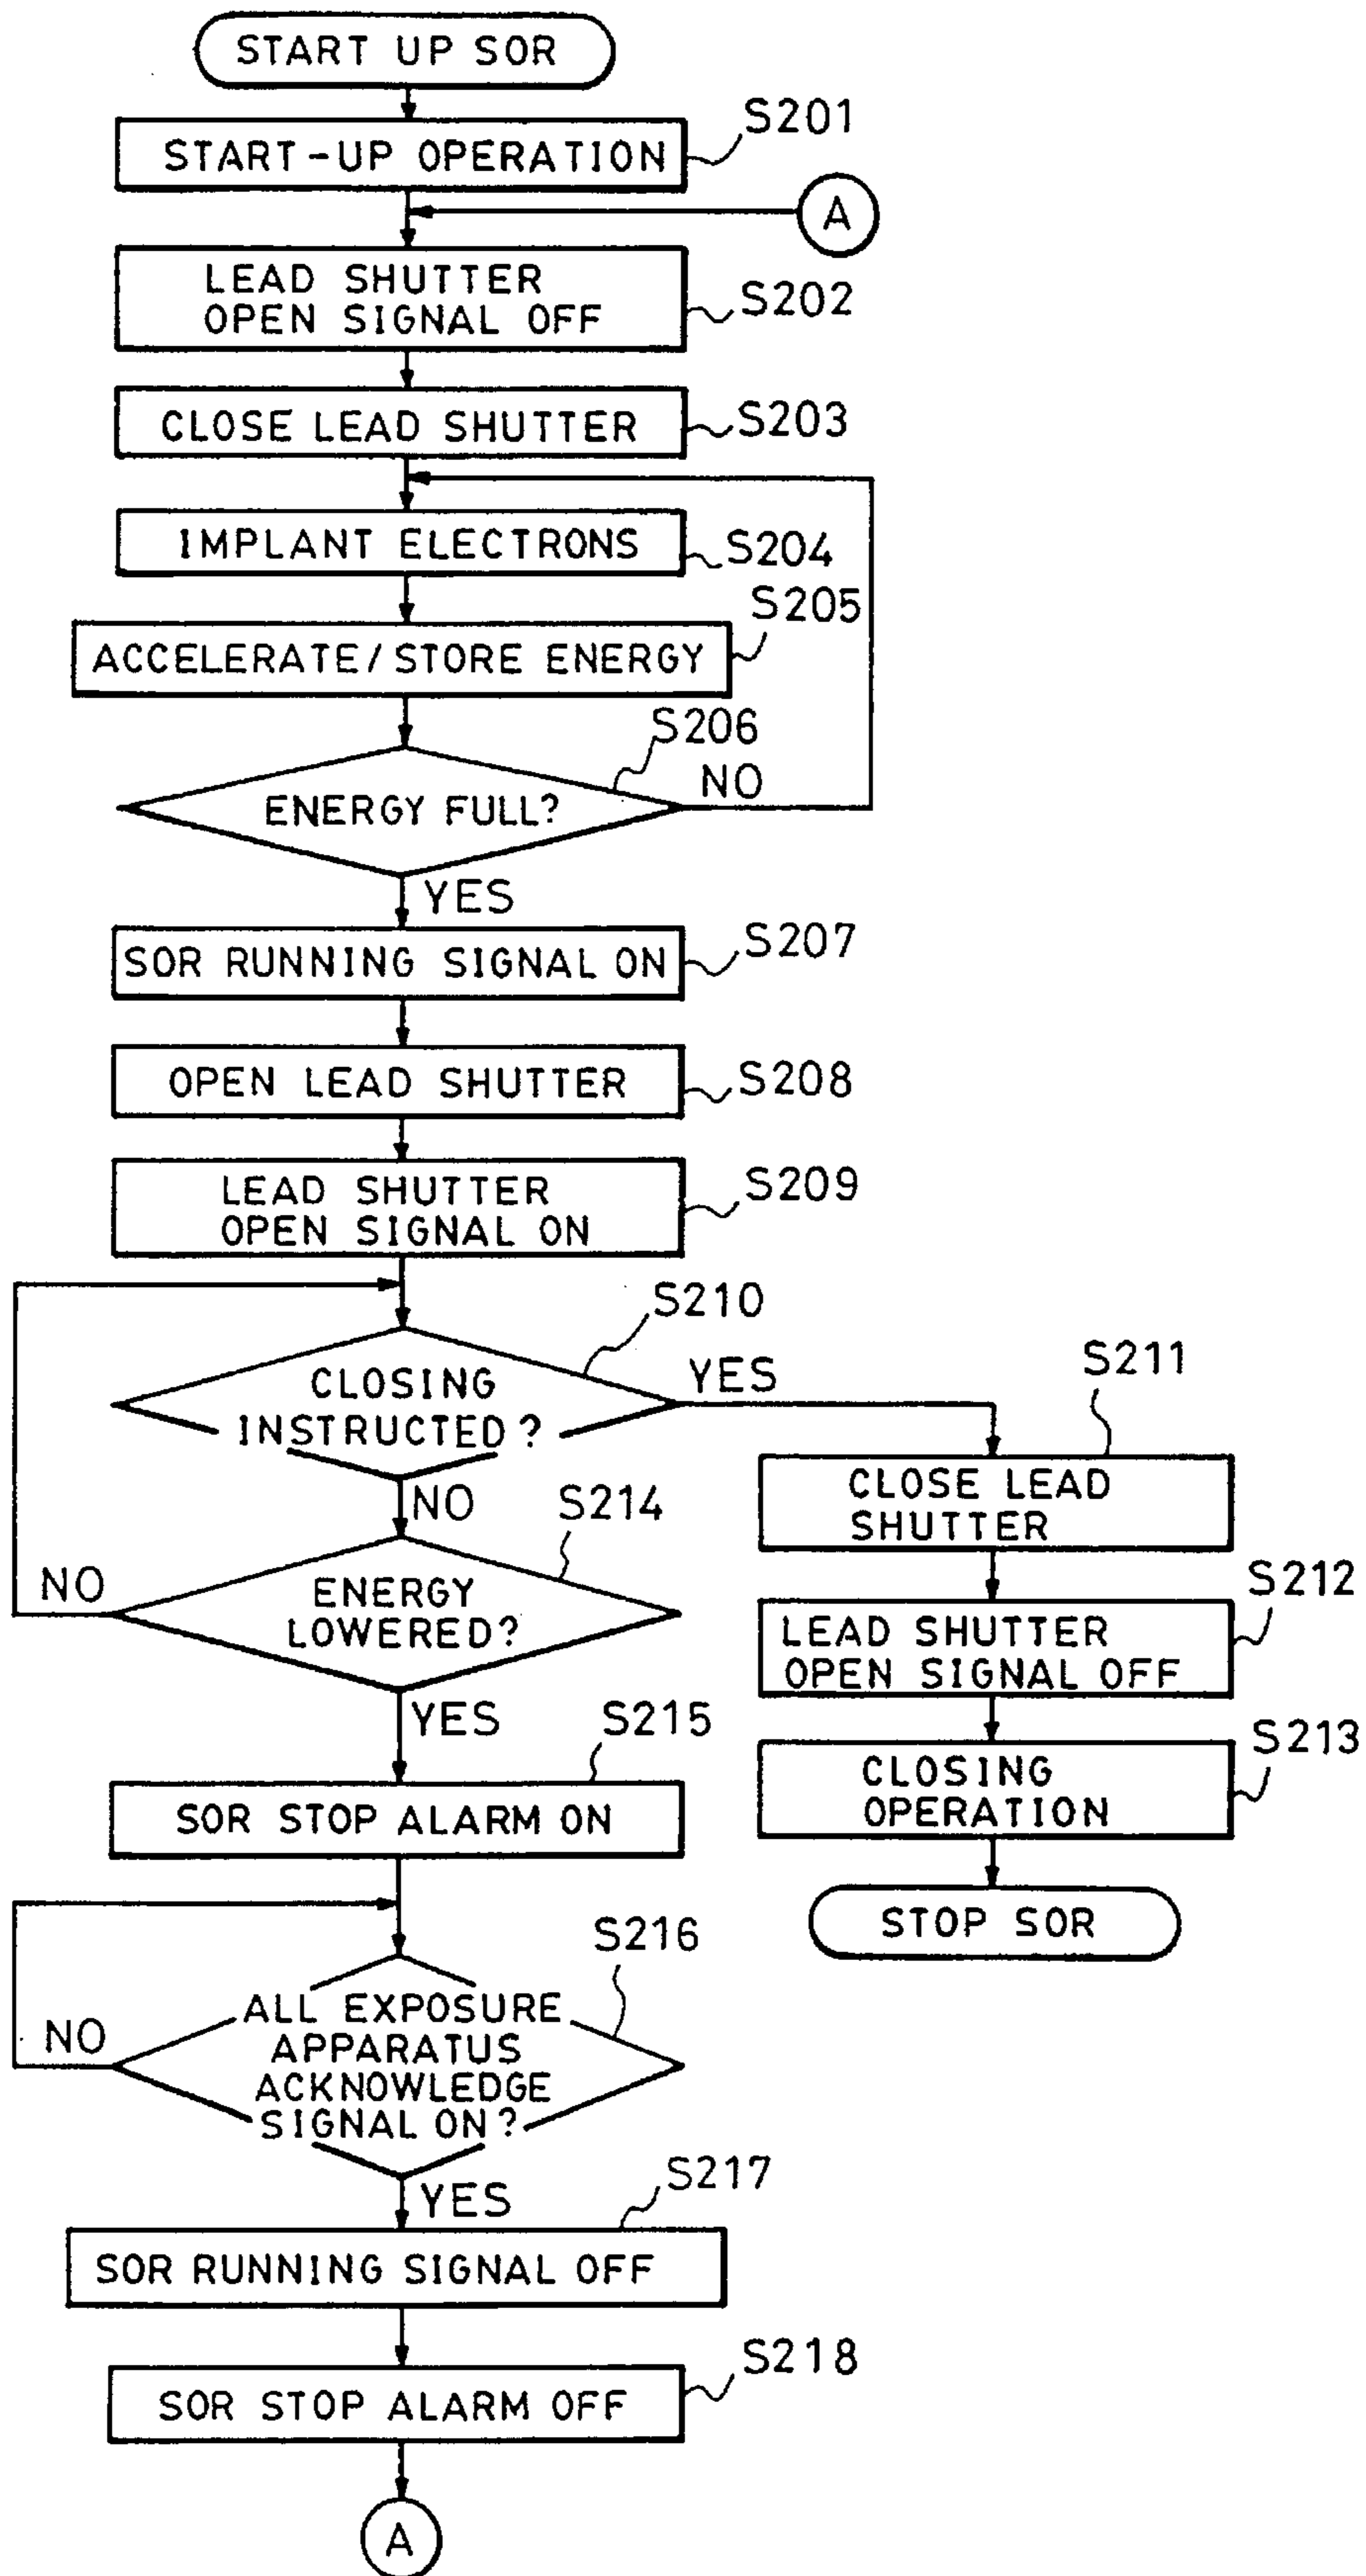 START UP SOR
START-UP OPERATION
S201
A
LEAD SHUTTER
OPEN SIGNAL OFF
S202
CLOSE LEAD SHUTTER
S203
IMPLANT ELECTRONS
S204
ACCELERATE/STORE ENERGY
S205
ENERGY FULL?
S206
NO
YES
SOR RUNNING SIGNAL ON
S207
OPEN LEAD SHUTTER
S208
LEAD SHUTTER
OPEN SIGNAL ON
S209
CLOSING
INSTRUCTED?
S210
YES
NO
CLOSE LEAD
SHUTTER
S211
LEAD SHUTTER
OPEN SIGNAL OFF
S212
CLOSING
OPERATION
S213
STOP SOR
ENERGY
LOWERED?
S214
NO
YES
SOR STOP ALARM ON
S215
ALL EXPOSURE
APPARATUS
ACKNOWLEDGE
SIGNAL ON?
S216
NO
YES
SOR RUNNING SIGNAL OFF
S217
SOR STOP ALARM OFF
S218
A